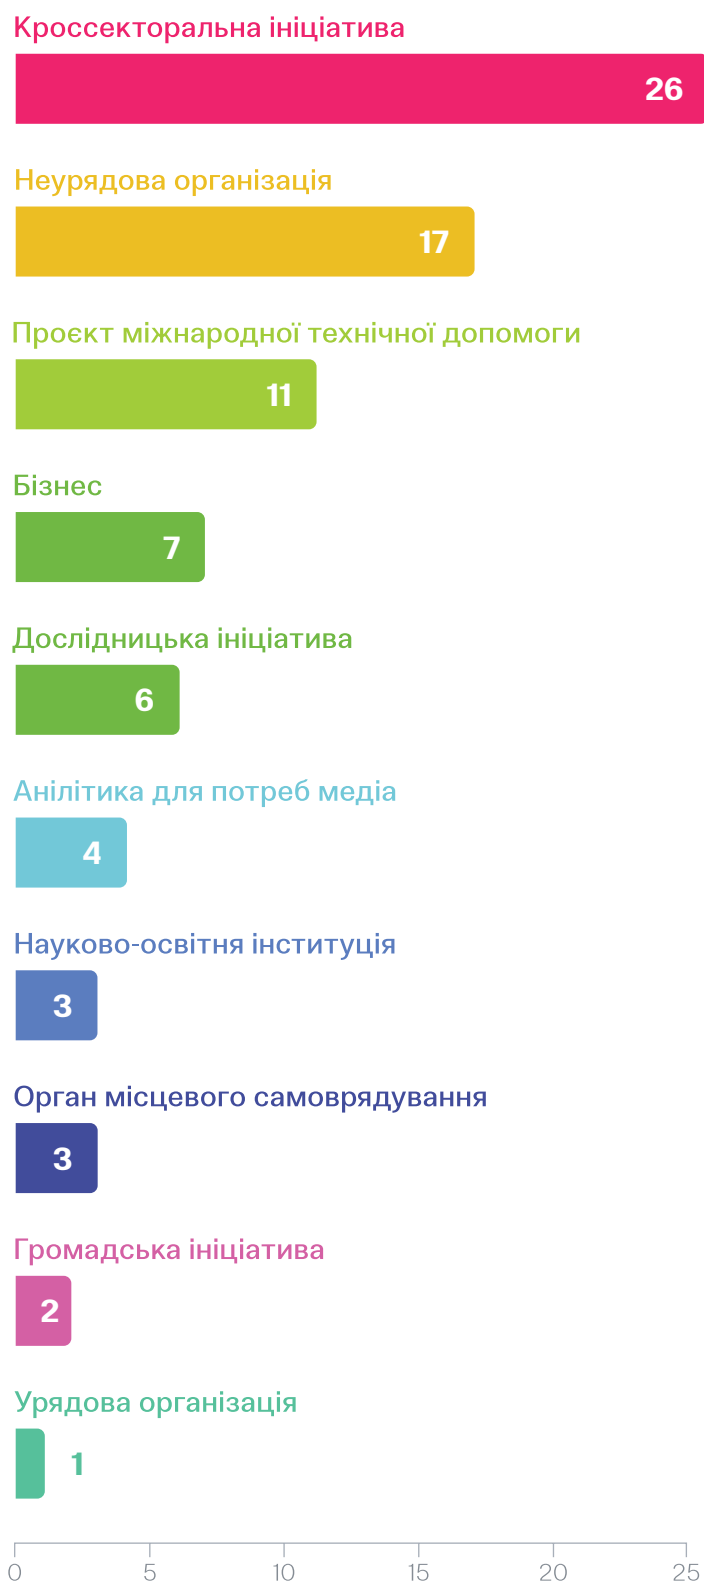 Кроссекторальна ініціатива
26
Неурядова організація
17
Проєкт міжнародної технічної допомоги
11
Бізнес
7
Дослідницька ініціатива
6
Анілітика для потреб медіа
4
Науково-освітня інституція
3
Орган місцевого самоврядування
3
Громадська ініціатива
2
Урядова організація
1
0 5 10 15 20 25